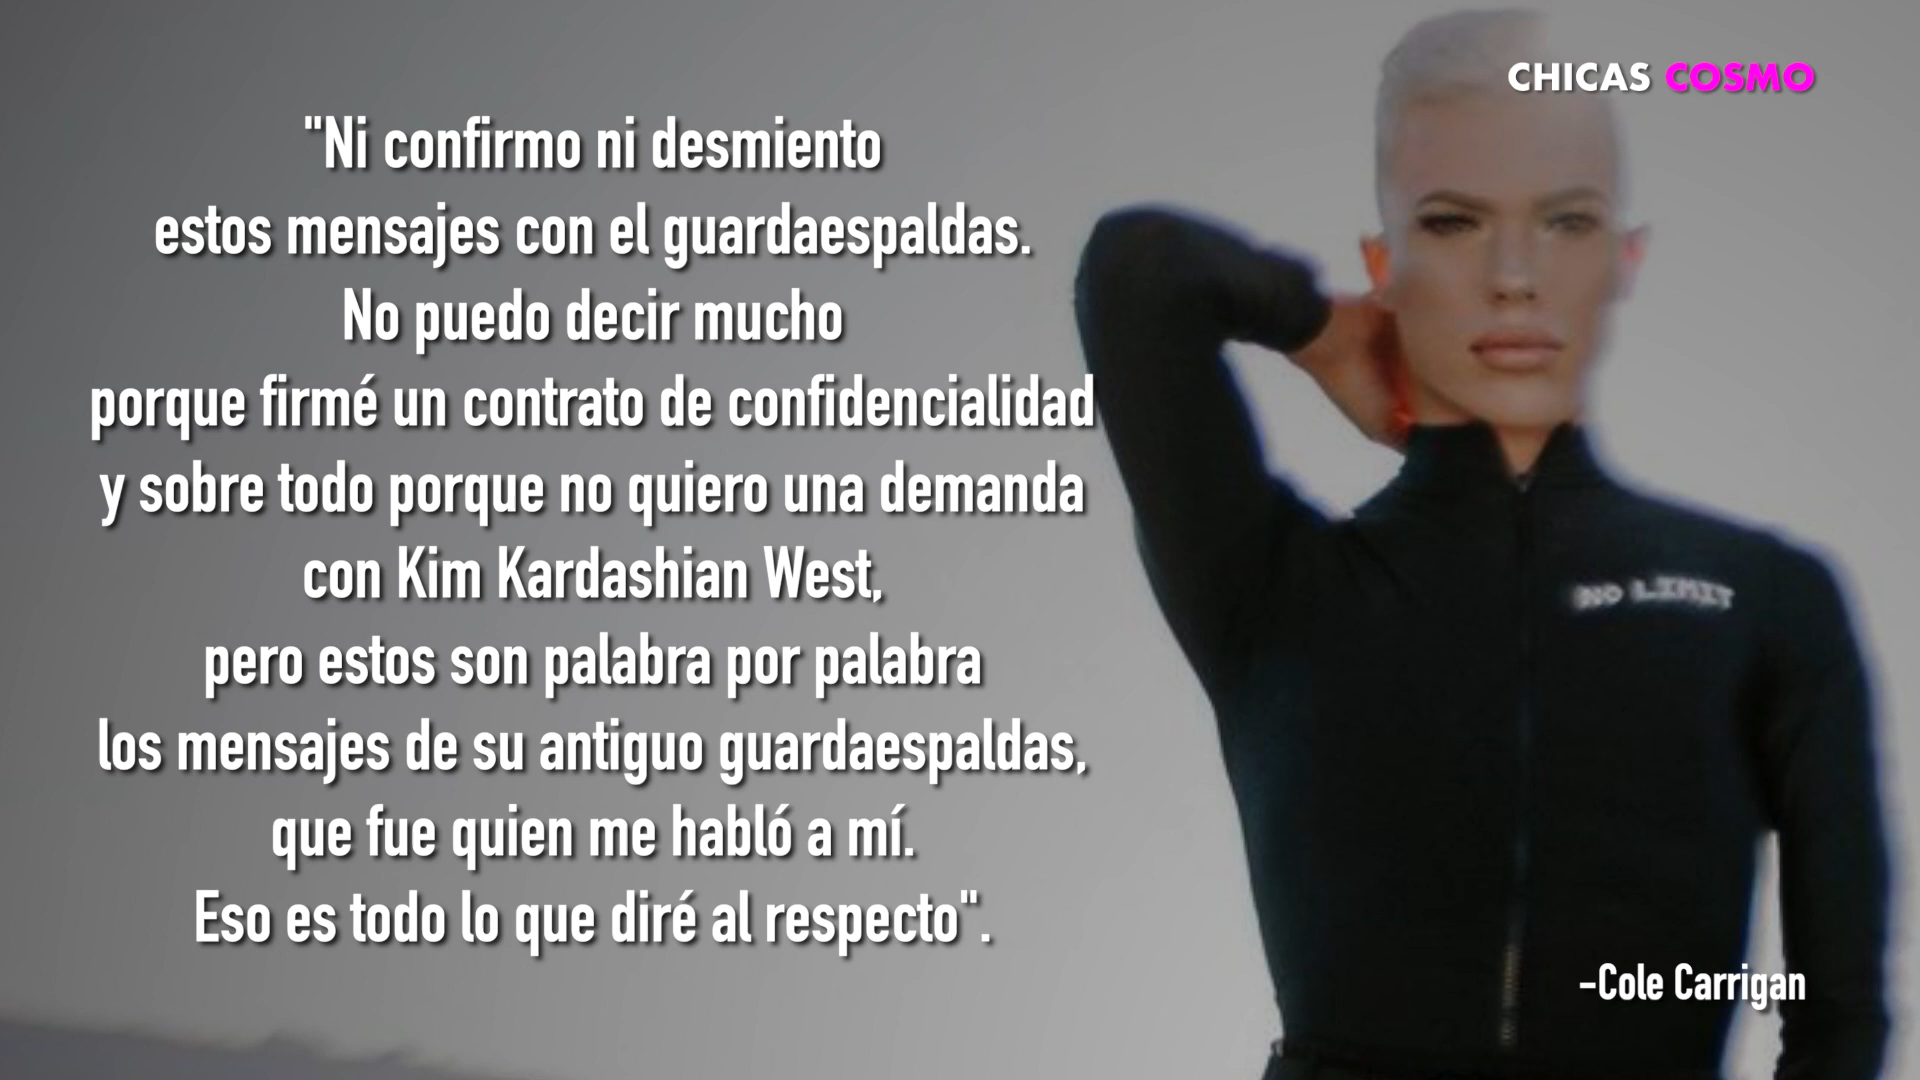 CHICAS COSMO
"Ni confirmo ni desmiento
estos mensajes con el guardaespaldas.
No puedo decir mucho
porque firmé un contrato de confidencialidad
y sobre todo porque no quiero una demanda
con Kim Kardashian West,
pero estos son palabra por palabra
los mensajes de su antiguo guardaespaldas,
que fue quien me habló a mí.
Eso es todo lo que diré al respecto".
NO LIMIT
-Cole Carrigan